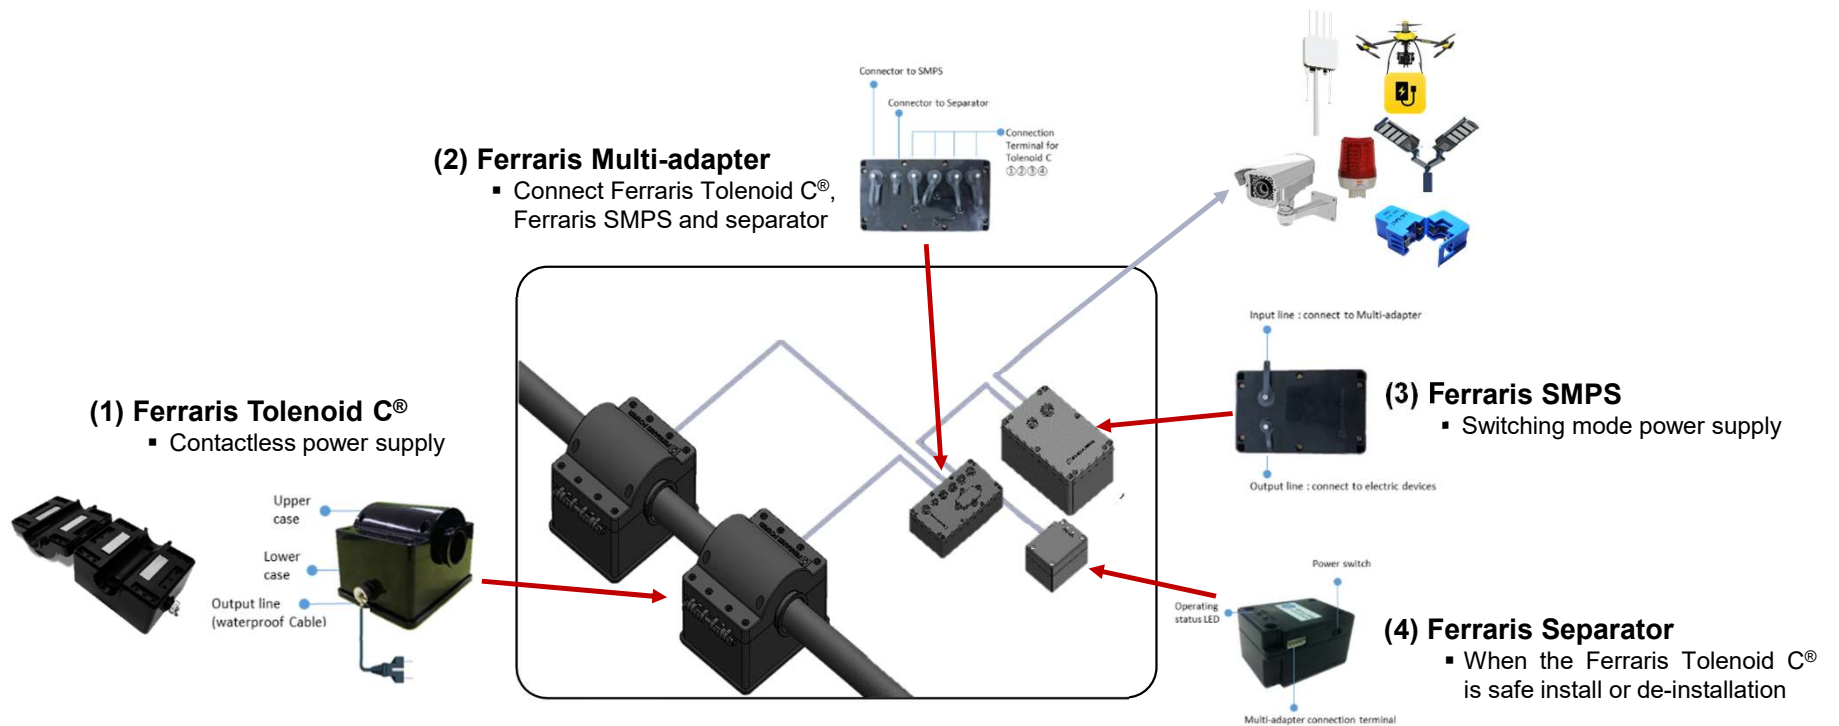 Connector to SMPS
Connector to Separator
Connection
Terminal for
Tolenoid C
①②③④
(2) Ferraris Multi-adapter
▪ Connect Ferraris Tolenoid C®,
Ferraris SMPS and separator
Input line : connect to Multi-adapter
(3) Ferraris SMPS
▪ Switching mode power supply
Output line : connect to electric devices
(1) Ferraris Tolenoid C®
▪ Contactless power supply
Upper
case
Lower
case
Output line
(waterproof Cable)
Power switch
Operating
status LED
(4) Ferraris Separator
▪ When the Ferraris Tolenoid C®
is safe install or de-installation
Multi-adapter connection terminal